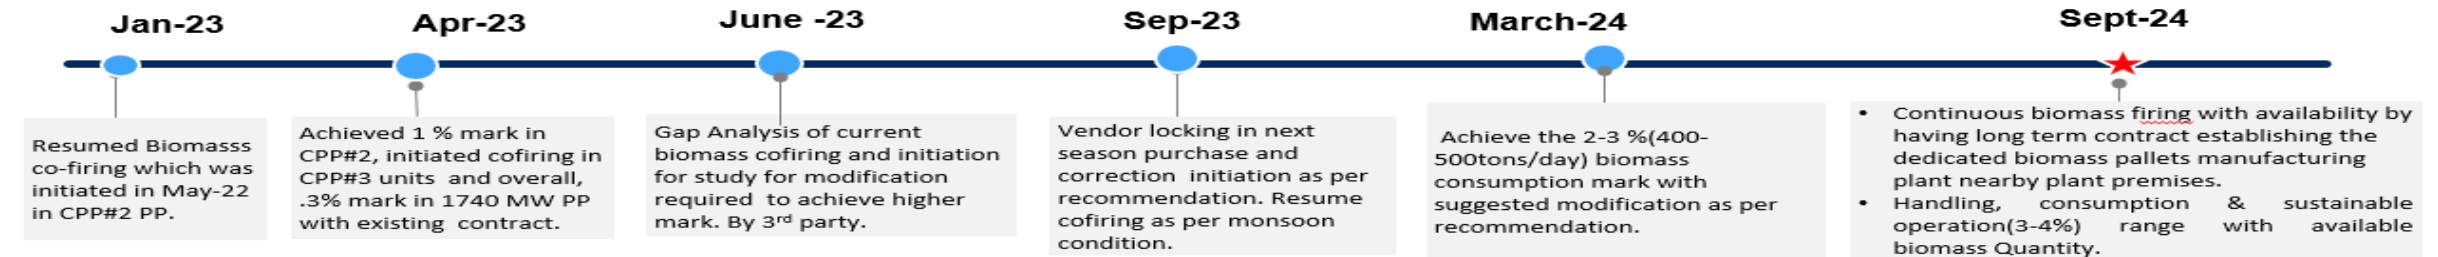 Jan-23
Apr-23
June -23
Sep-23
March-24
Sept-24
Resumed Biomasss
co-firing which was
initiated in May-22
in CPP#2 PP.
Achieved 1 % mark in
CPP#2, initiated cofiring in
CPP#3 units and overall,
.3% mark in 1740 MW PP
with existing contract.
Gap Analysis of current
biomass cofiring and initiation
for study for modification
required to achieve higher
mark. By 3rd party.
Vendor locking in next
season purchase and
correction initiation as per
recommendation. Resume
cofiring as per monsoon
condition.
Achieve the 2-3 %(400-
500tons/day) biomass
consumption mark with
suggested modification as per
recommendation.
• Continuous biomass firing with availability by
having long term contract establishing the
dedicated biomass pallets manufacturing
plant nearby plant premises.
• Handling, consumption & sustainable
operation(3-4%) range with available
biomass Quantity.